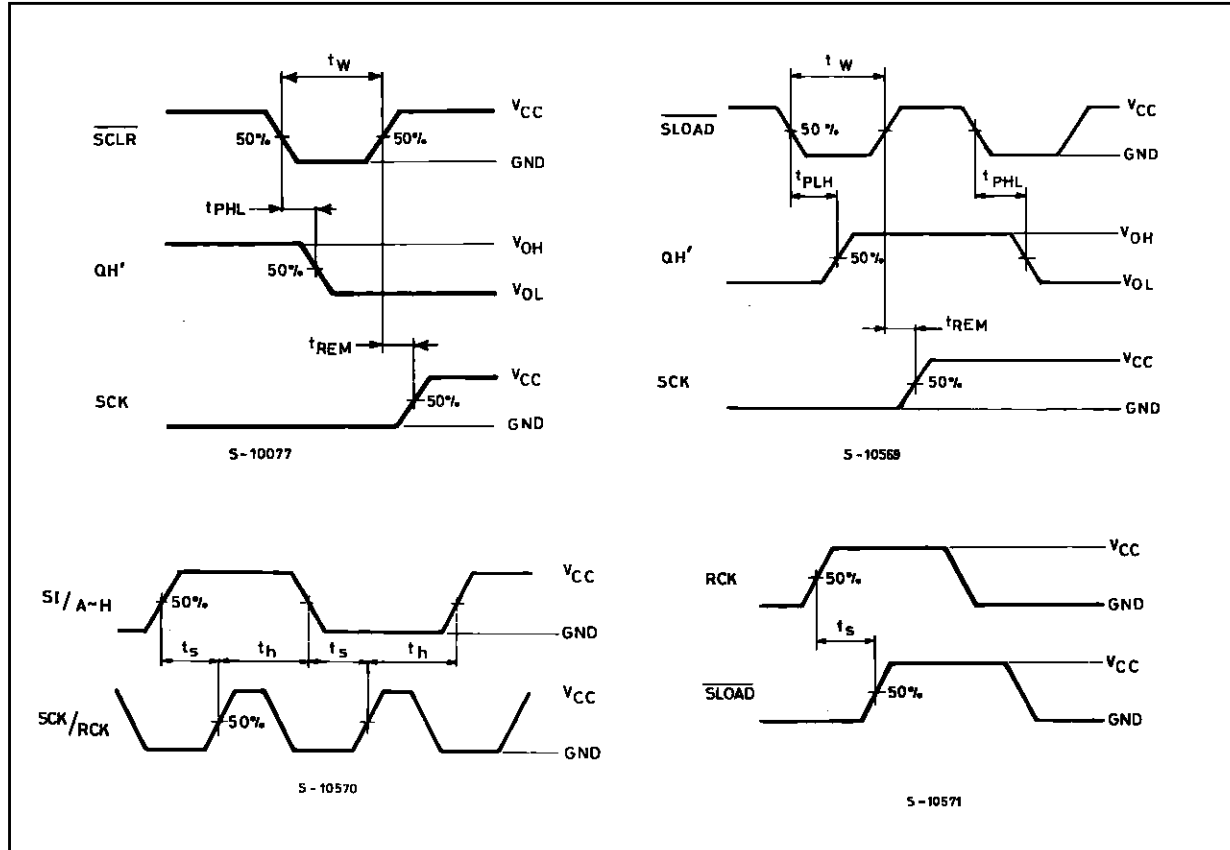 tW
VCC
SCLR
50%
50%
GND
tPHL
VOH
QH'
50%
VOL
tREM
VCC
SCK
50%
GND
S-10077
t W
VCC
SLOAD
50%
GND
tPLH
tPHL
VOH
QH'
50%
VOL
tREM
VCC
SCK
50%
GND
S-10569
VCC
SI/A~H
50%
GND
ts
th
ts
th
VCC
SCK/RCK
50%
GND
S-10570
VCC
RCK
50%
GND
ts
VCC
SLOAD
50%
GND
S-10571